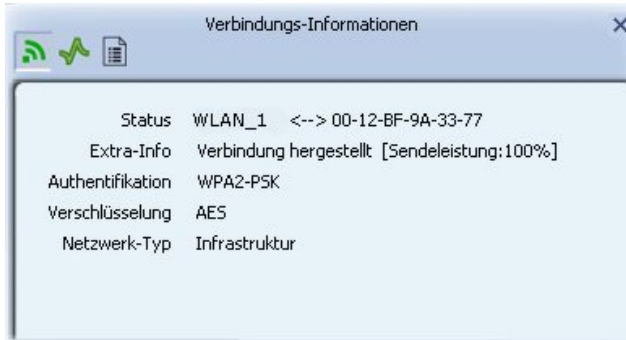 Verbindungs-Informationen
Status WLAN_1 <--> 00-12-BF-9A-33-77
Extra-Info Verbindung hergestellt [Sendeleistung:100%]
Authentifikation WPA2-PSK
Verschlüsselung AES
Netzwerk-Typ Infrastruktur